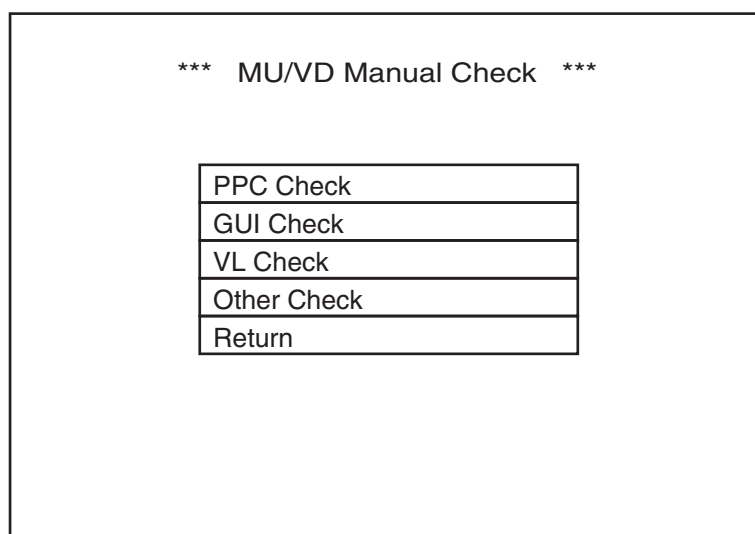 *** MU/VD Manual Check ***
PPC Check
GUI Check
VL Check
Other Check
Return